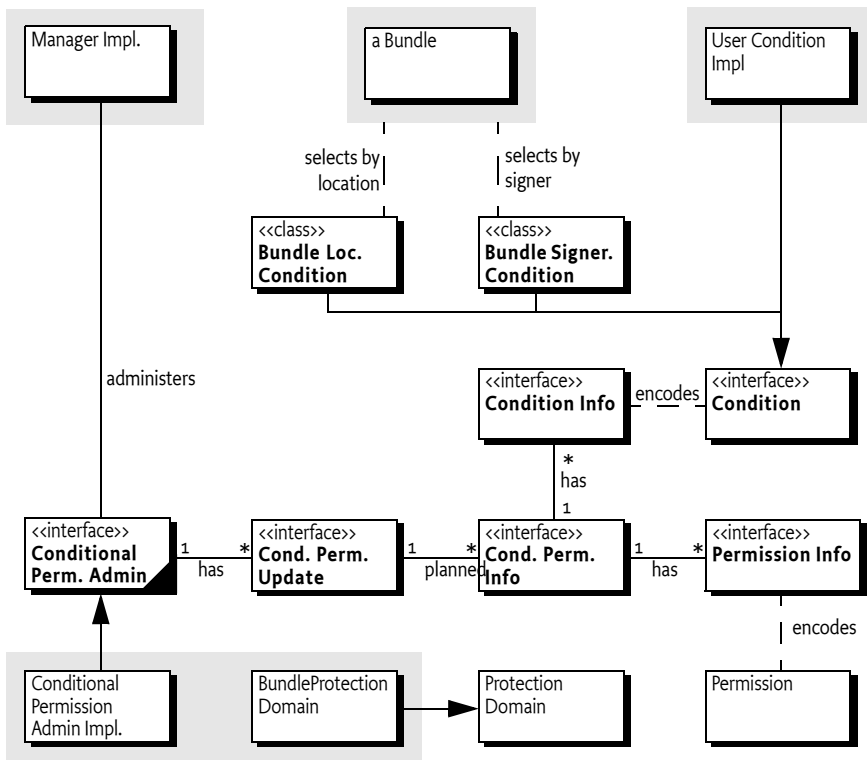 Manager Impl.
a Bundle
User Condition
Impl
selects by
location
selects by
signer
<<class>>
Bundle Loc.
Condition
<<class>>
Bundle Signer.
Condition
administers
<<interface>>
Condition Info
encodes
<<interface>>
Condition
*
has
1
<<interface>>
Conditional
Perm. Admin
1
*
has
<<interface>>
Cond. Perm.
Update
1
*
planned
<<interface>>
Cond. Perm.
Info
1
*
has
<<interface>>
Permission Info
encodes
Conditional
Permission
Admin Impl.
BundleProtection
Domain
Protection
Domain
Permission